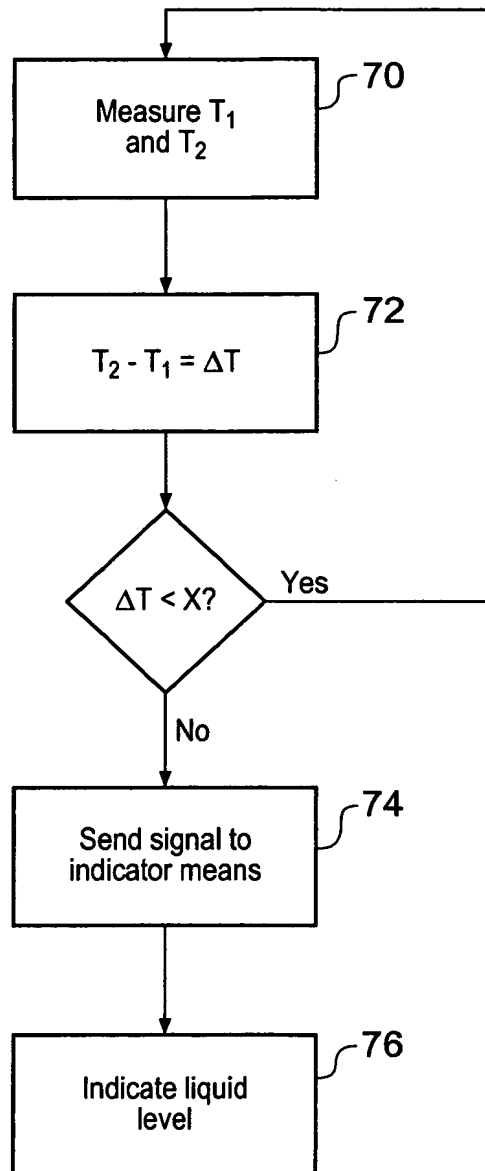 Measure T₁
and T₂
70
T₂ - T₁ = ΔT
72
ΔT < X?
Yes
No
Send signal to
indicator means
74
Indicate liquid
level
76